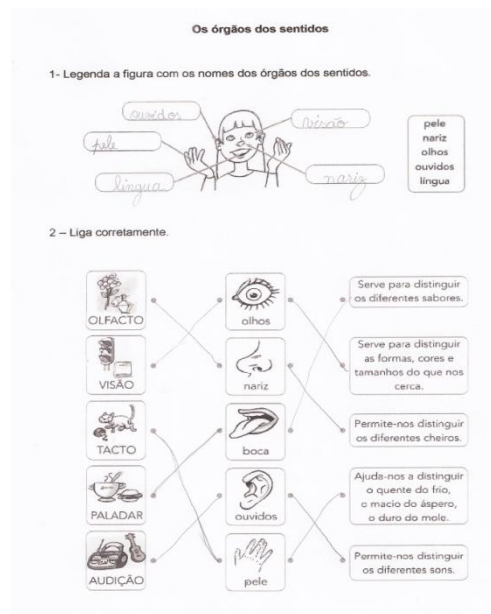 Os órgãos dos sentidos
1- Legenda a figura com os nomes dos órgãos dos sentidos.
ouvidos
visão
pele
língua
nariz
pele
nariz
olhos
ouvidos
língua
2 – Liga corretamente.
OLFACTO
olhos
Serve para distinguir
os diferentes sabores.
VISÃO
nariz
Serve para distinguir
as formas, cores e
tamanhos do que nos
cerca.
TACTO
boca
Permite-nos distinguir
os diferentes cheiros.
PALADAR
ouvidos
Ajuda-nos a distinguir
o quente do frio,
o macio do áspero,
o duro do mole.
AUDIÇÃO
pele
Permite-nos distinguir
os diferentes sons.